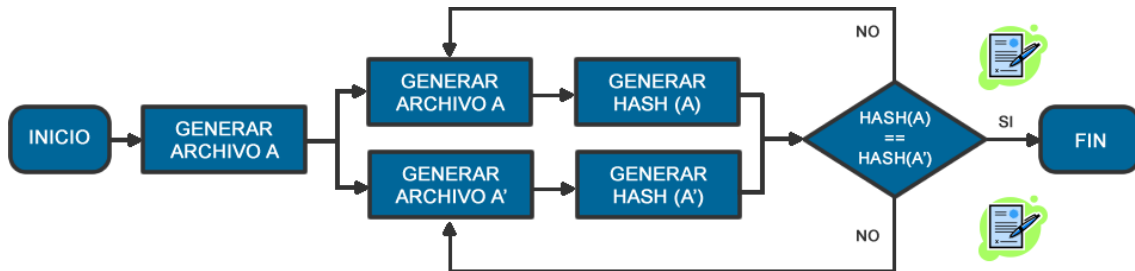 INICIO
GENERAR
ARCHIVO A
GENERAR
ARCHIVO A
GENERAR
HASH (A)
GENERAR
ARCHIVO A'
GENERAR
HASH (A')
NO
HASH(A)
==
HASH(A')
NO
SI
FIN